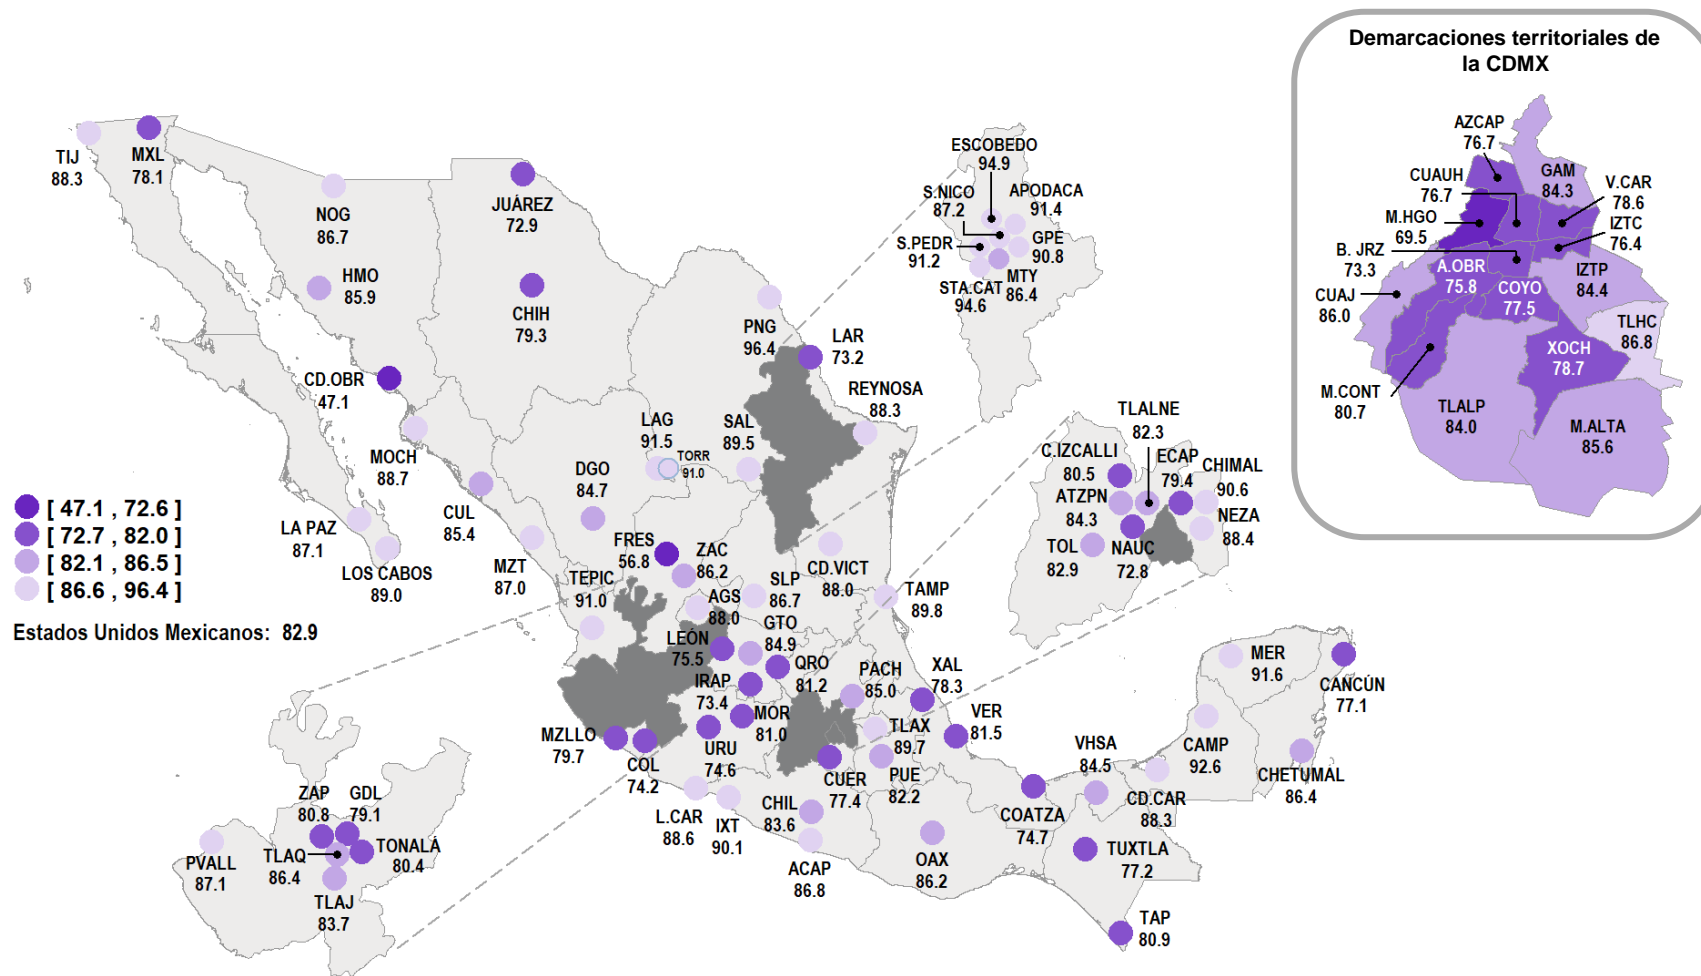 Demarcaciones territoriales de
la CDMX
AZCAP
76.7
CUAUH
76.7
GAM
84.3
V.CAR
78.6
M.HGO
69.5
IZTC
76.4
B. JRZ
73.3
A.OBR
75.8
IZTP
84.4
CUAJ
86.0
COYO
77.5
TLHC
86.8
XOCH
78.7
M.CONT
80.7
TLALP
84.0
M.ALTA
85.6
TIJ
88.3
MXL
78.1
NOG
86.7
JUÁREZ
72.9
HMO
85.9
CHIH
79.3
CD.OBR
47.1
MOCH
88.7
LA PAZ
87.1
LOS CABOS
89.0
CUL
85.4
MZT
87.0
DGO
84.7
LAG
91.5
TORR
91.0
SAL
89.5
PNG
96.4
LAR
73.2
REYNOSA
88.3
ESCOBEDO
94.9
S.NICO
87.2
APODACA
91.4
S.PEDR
91.2
GPE
90.8
STA.CAT
94.6
MTY
86.4
TLALNE
82.3
C.IZCALLI
80.5
ECAP
79.4
CHIMAL
90.6
ATZPN
84.3
NEZA
88.4
TOL
82.9
NAUC
72.8
[ 47.1 , 72.6 ]
[ 72.7 , 82.0 ]
[ 82.1 , 86.5 ]
[ 86.6 , 96.4 ]
Estados Unidos Mexicanos: 82.9
FRES
56.8
ZAC
86.2
TEPIC
91.0
AGS
88.0
SLP
86.7
CD.VICT
88.0
TAMP
89.8
LEÓN
75.5
GTO
84.9
QRO
81.2
IRAP
73.4
PACH
85.0
XAL
78.3
MER
91.6
CANCÚN
77.1
MZLLO
79.7
COL
74.2
URU
74.6
MOR
81.0
TLAX
89.7
VER
81.5
CUER
77.4
PUE
82.2
VHSA
84.5
CAMP
92.6
CHETUMAL
86.4
CD.CAR
88.3
COATZA
74.7
L.CAR
88.6
IXT
90.1
CHIL
83.6
ACAP
86.8
OAX
86.2
TUXTLA
77.2
TAP
80.9
ZAP
80.8
GDL
79.1
PVALL
87.1
TLAQ
86.4
TONALÁ
80.4
TLAJ
83.7